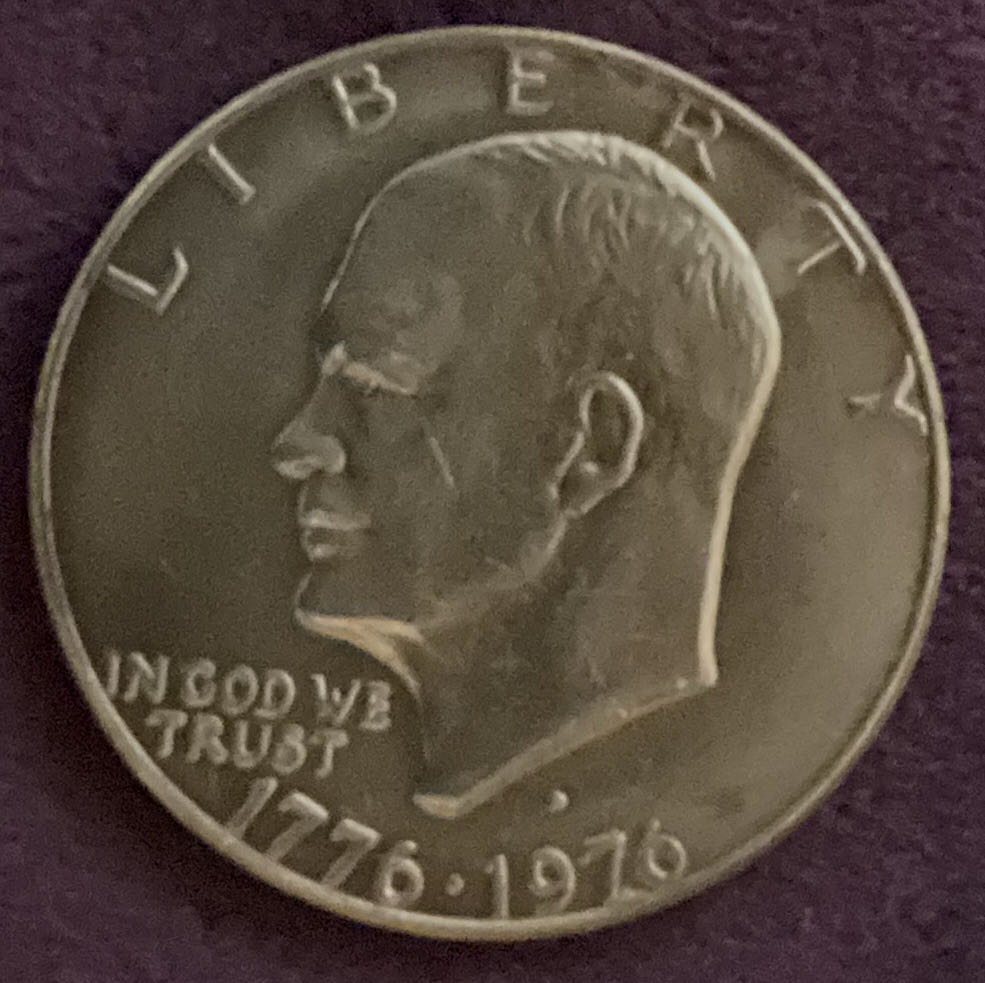 LIBERTY
IN GOD WE
TRUST
1776·1976